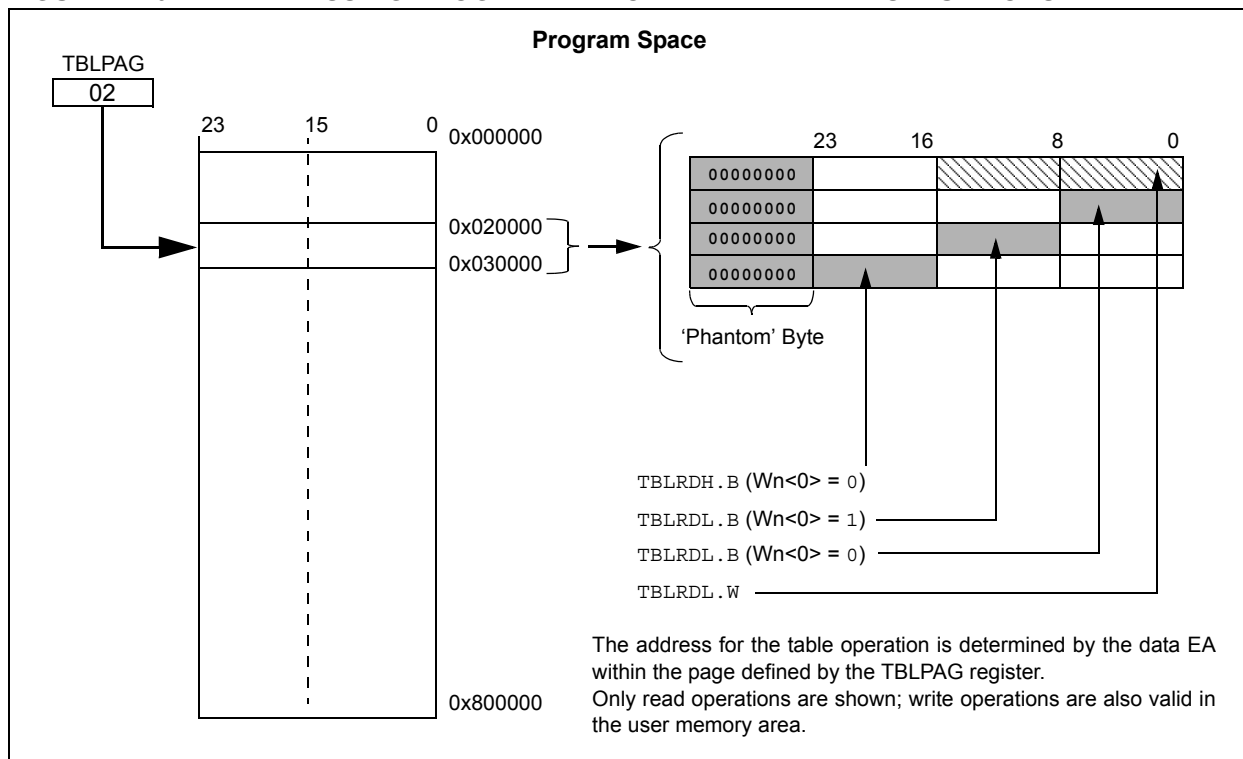 Program Space
TBLPAG
02
23 15 0
0x000000
0x020000
0x030000
0x800000
23 16 8 0
00000000
00000000
00000000
00000000
‘Phantom’ Byte
TBLRDH.B (Wn<0> = 0)
TBLRDL.B (Wn<0> = 1)
TBLRDL.B (Wn<0> = 0)
TBLRDL.W
The address for the table operation is determined by the data EA
within the page defined by the TBLPAG register.
Only read operations are shown; write operations are also valid in
the user memory area.